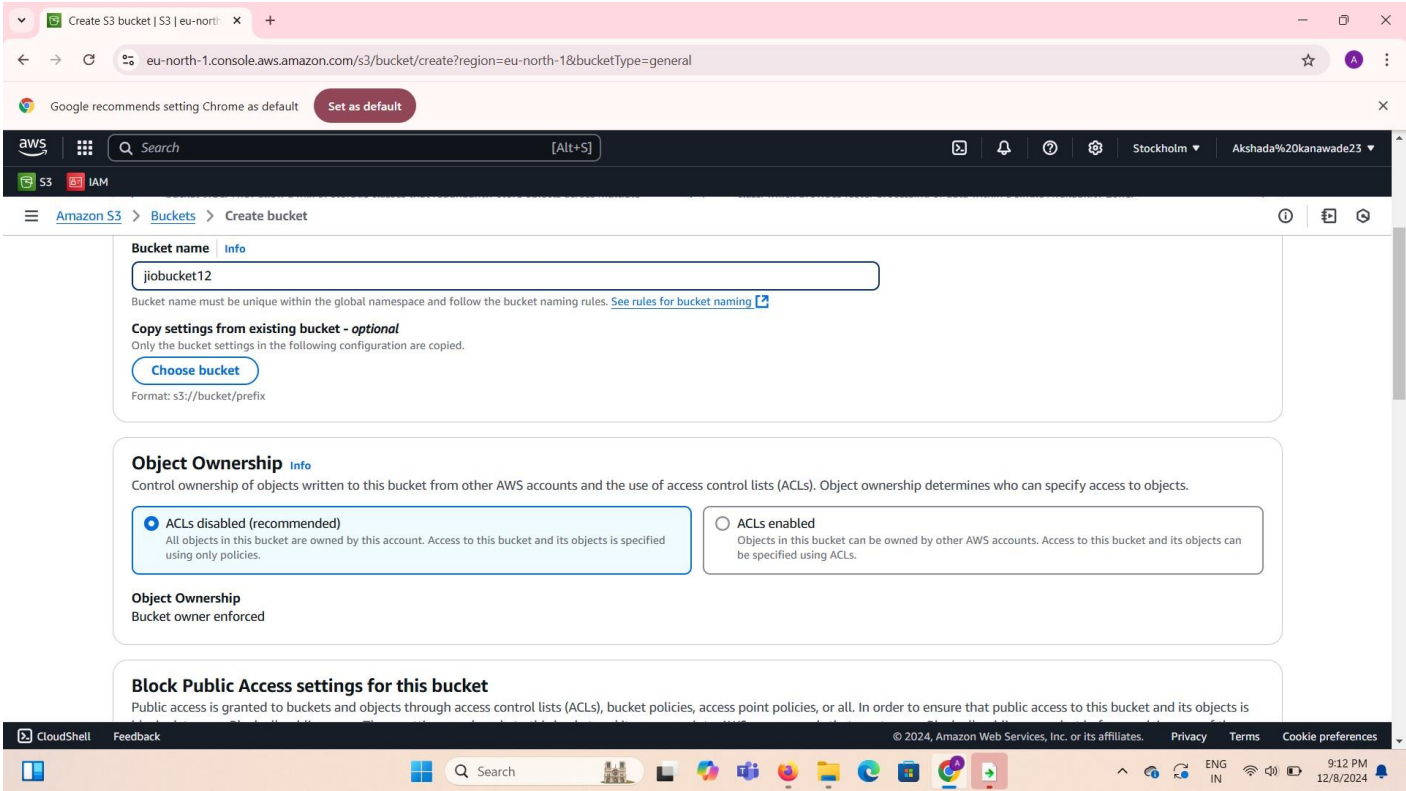 Create S3 bucket | S3 | eu-north
eu-north-1.console.aws.amazon.com/s3/bucket/create?region=eu-north-1&bucketType=general
A
Google recommends setting Chrome as default
Set as default
aws
Search
[Alt+S]
Stockholm
Akshada%20kanawade23
S3
IAM
Amazon S3 > Buckets > Create bucket
Bucket name
Info
jiobucket12
Bucket name must be unique within the global namespace and follow the bucket naming rules. See rules for bucket naming
Copy settings from existing bucket - optional
Only the bucket settings in the following configuration are copied.
Choose bucket
Format: s3://bucket/prefix
Object Ownership
Info
Control ownership of objects written to this bucket from other AWS accounts and the use of access control lists (ACLs). Object ownership determines who can specify access to objects.
ACLs disabled (recommended)
All objects in this bucket are owned by this account. Access to this bucket and its objects is specified
using only policies.
ACLs enabled
Objects in this bucket can be owned by other AWS accounts. Access to this bucket and its objects can
be specified using ACLs.
Object Ownership
Bucket owner enforced
Block Public Access settings for this bucket
Public access is granted to buckets and objects through access control lists (ACLs), bucket policies, access point policies, or all. In order to ensure that public access to this bucket and its objects is
CloudShell
Feedback
© 2024, Amazon Web Services, Inc. or its affiliates.
Privacy
Terms
Cookie preferences
Search
ENG
IN
9:12 PM
12/8/2024